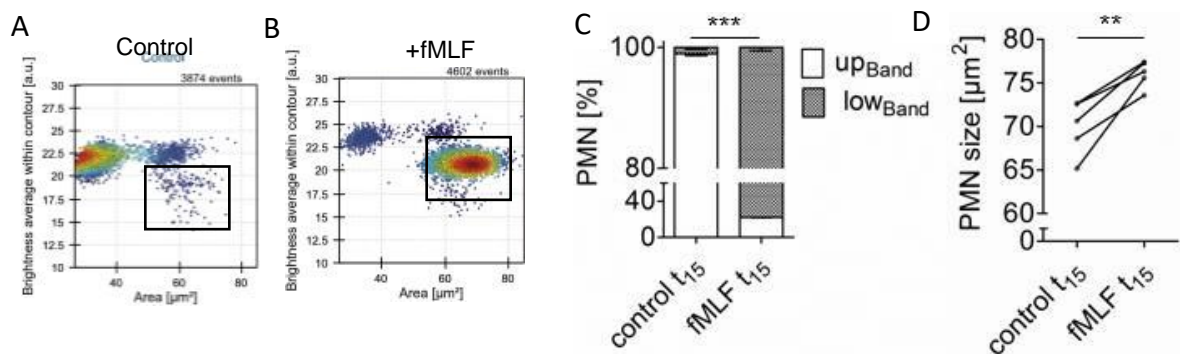 A
Control
Control
3874 events
Brightness average within contour [a.u.]
30
27.5
25
22.5
20
17.5
15
12.5
10
40
60
80
Area [µm²]
B
+fMLF
4602 events
Brightness average within contour [a.u.]
30
27.5
25
22.5
20
17.5
15
12.5
10
40
60
80
Area [µm²]
C
***
PMN [%]
100
80
40
0
control t15
fMLF t15
upBand
lowBand
D
**
PMN size [µm²]
80
75
70
65
60
0
control t15
fMLF t15